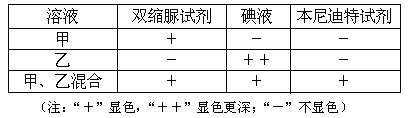 溶液 双缩脲试剂 碘液 本尼迪特试剂
甲 + - -
乙 - ++ -
甲、乙混合 + + +
(注:“+”显色,“++”显色更深;“-”不显色)